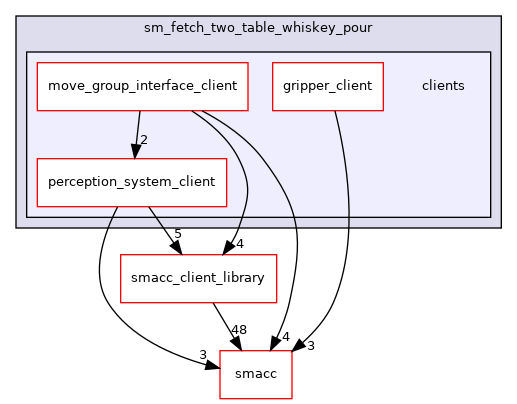 sm_fetch_two_table_whiskey_pour
move_group_interface_client
gripper_client
clients
2
perception_system_client
5
4
smacc_client_library
48
4
3
3
smacc